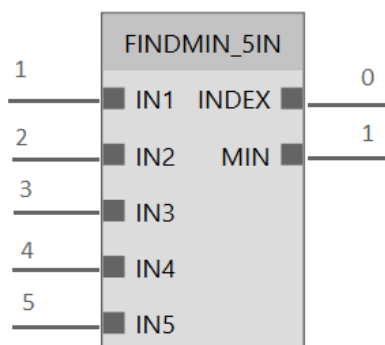 FINDMIN_5IN
1 IN1 INDEX 0
2 IN2 MIN 1
3 IN3
4 IN4
5 IN5